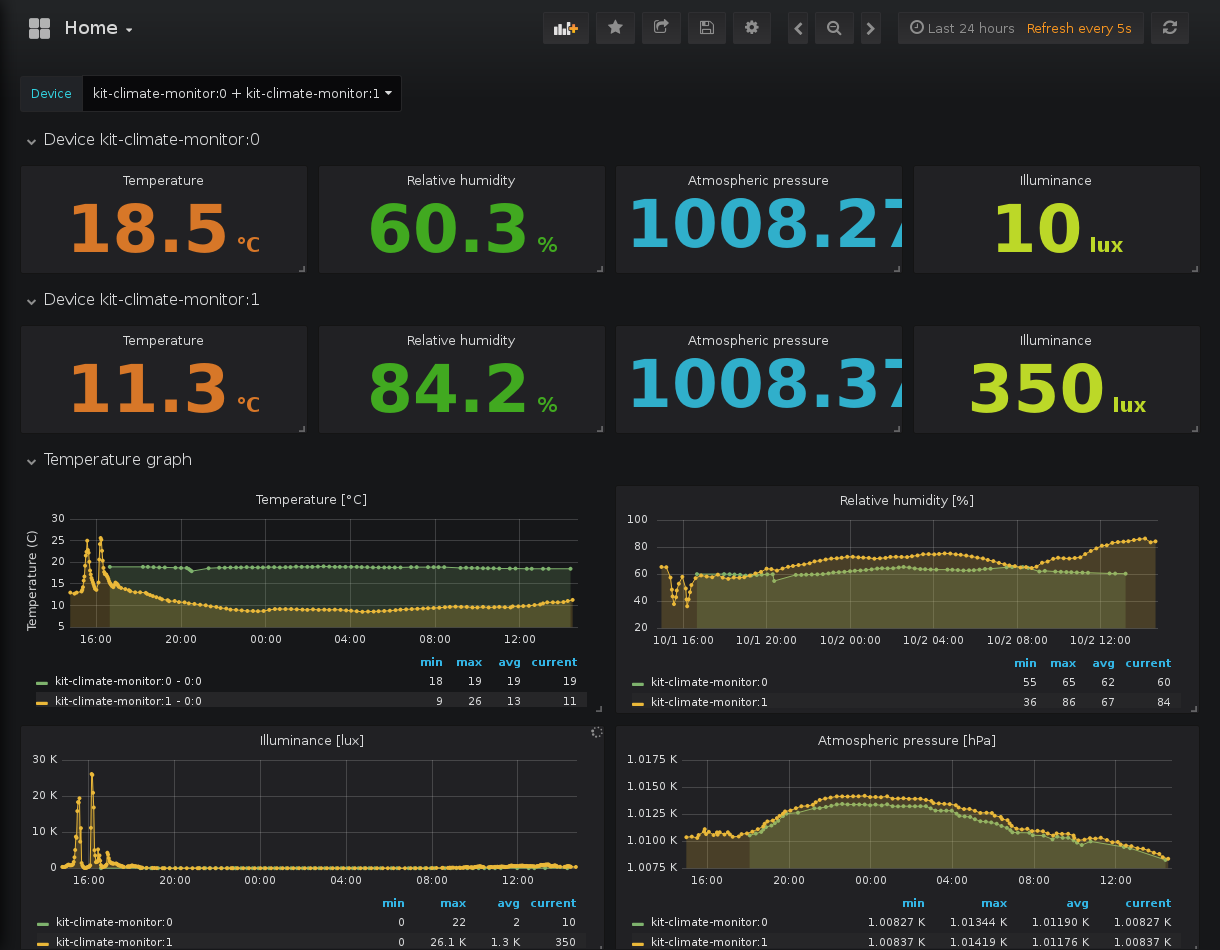 Home
Last 24 hours Refresh every 5s
Device kit-climate-monitor:0 + kit-climate-monitor:1
Device kit-climate-monitor:0
Temperature Relative humidity Atmospheric pressure Illuminance
18.5 °C 60.3 % 1008.27 10 lux
Device kit-climate-monitor:1
Temperature Relative humidity Atmospheric pressure Illuminance
11.3 °C 84.2 % 1008.37 350 lux
Temperature graph
Temperature [°C]
Temperature (C)
30
25
20
15
10
5
16:00 20:00 00:00 04:00 08:00 12:00
min max avg current
kit-climate-monitor:0 - 0:0 18 19 19 19
kit-climate-monitor:1 - 0:0 9 26 13 11
Relative humidity [%]
100
80
60
40
20
10/1 16:00 10/1 20:00 10/2 00:00 10/2 04:00 10/2 08:00 10/2 12:00
min max avg current
kit-climate-monitor:0 55 65 62 60
kit-climate-monitor:1 36 86 67 84
Illuminance [lux]
30 K
20 K
10 K
0
16:00 20:00 00:00 04:00 08:00 12:00
min max avg current
kit-climate-monitor:0 0 22 2 10
kit-climate-monitor:1 0 26.1 K 1.3 K 350
Atmospheric pressure [hPa]
1.0175 K
1.0150 K
1.0125 K
1.0100 K
1.0075 K
16:00 20:00 00:00 04:00 08:00 12:00
min max avg current
kit-climate-monitor:0 1.00827 K 1.01344 K 1.01190 K 1.00827 K
kit-climate-monitor:1 1.00837 K 1.01419 K 1.01176 K 1.00837 K